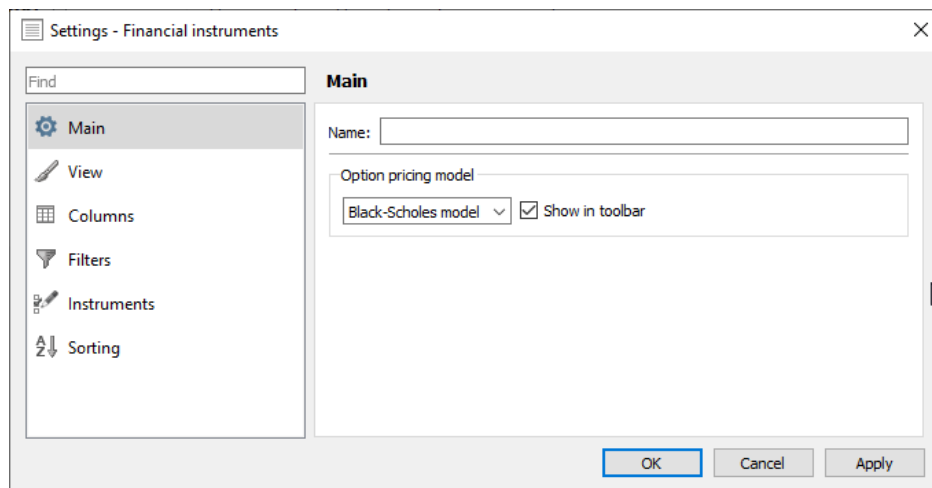 Settings - Financial instruments
Find
Main
View
Columns
Filters
Instruments
A
Z
Sorting
Main
Name:
Option pricing model
Black-Scholes model
Show in toolbar
OK
Cancel
Apply